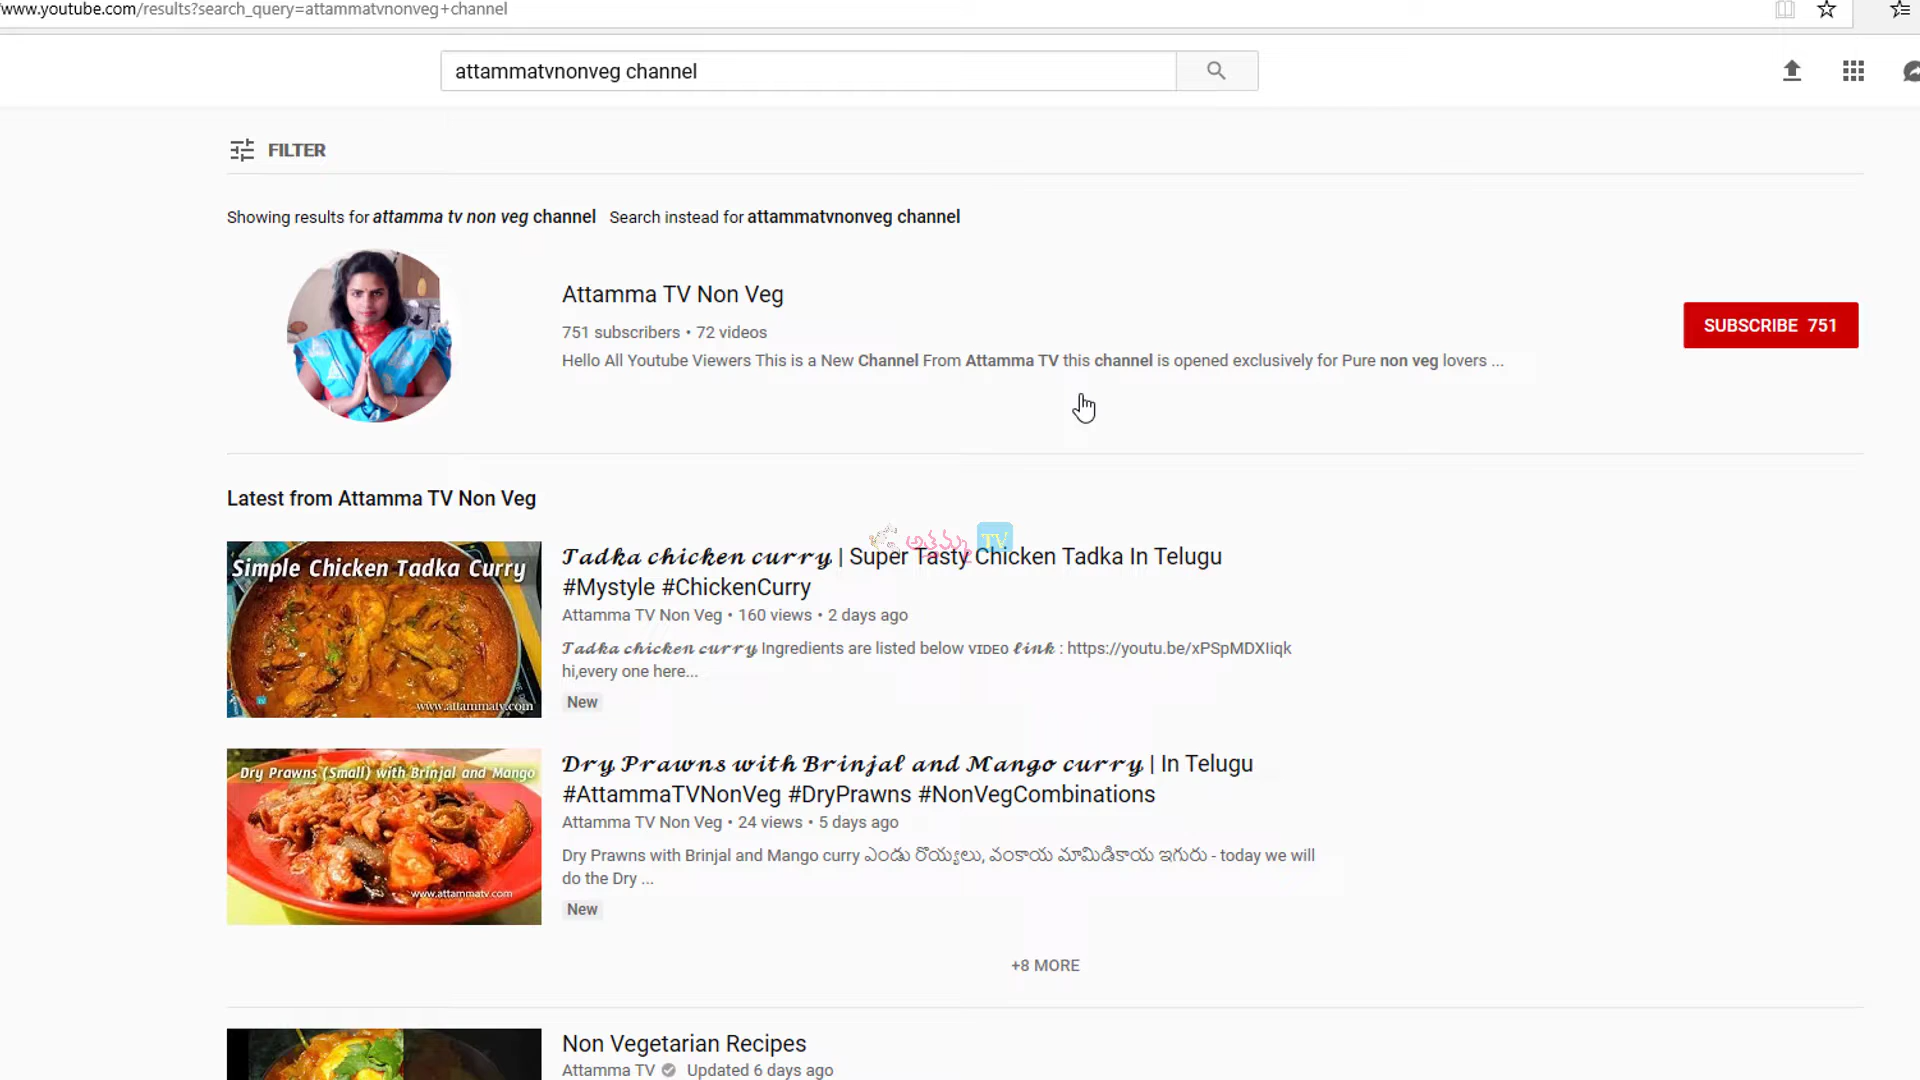 www.youtube.com/results?search_query=attammatvnonveg+channel
attammatvnonveg channel
FILTER
Showing results for attamma tv non veg channel Search instead for attammatvnonveg channel
Attamma TV Non Veg
751 subscribers • 72 videos
SUBSCRIBE 751
Hello All Youtube Viewers This is a New Channel From Attamma TV this channel is opened exclusively for Pure non veg lovers ...
Latest from Attamma TV Non Veg
అత్తమ్మ TV
Simple Chicken Tadka Curry
www.attammatv.com
𝓣𝓪𝓭𝓴𝓪 𝓬𝓱𝓲𝓬𝓴𝓮𝓷 𝓬𝓾𝓻𝓻𝔂 | Super Tasty Chicken Tadka In Telugu
#Mystyle #ChickenCurry
Attamma TV Non Veg • 160 views • 2 days ago
𝓣𝓪𝓭𝓴𝓪 𝓬𝓱𝓲𝓬𝓴𝓮𝓷 𝓬𝓾𝓻𝓻𝔂 Ingredients are listed below ᴠɪᴅᴇᴏ 𝓵𝓲𝓷𝓴 : https://youtu.be/xPSpMDXIiqk
hi,every one here...
New
Dry Prawns (Small) with Brinjal and Mango
www.attammatv.com
𝓓𝓻𝔂 𝓟𝓻𝓪𝔀𝓷𝓼 𝔀𝓲𝓽𝓱 𝓑𝓻𝓲𝓷𝓳𝓪𝓵 𝓪𝓷𝓭 𝓜𝓪𝓷𝓰𝓸 𝓬𝓾𝓻𝓻𝔂 | In Telugu
#AttammaTVNonVeg #DryPrawns #NonVegCombinations
Attamma TV Non Veg • 24 views • 5 days ago
Dry Prawns with Brinjal and Mango curry ఎండు రొయ్యలు, వంకాయ మామిడికాయ ఇగురు - today we will
do the Dry ...
New
+8 MORE
Non Vegetarian Recipes
Attamma TV Updated 6 days ago